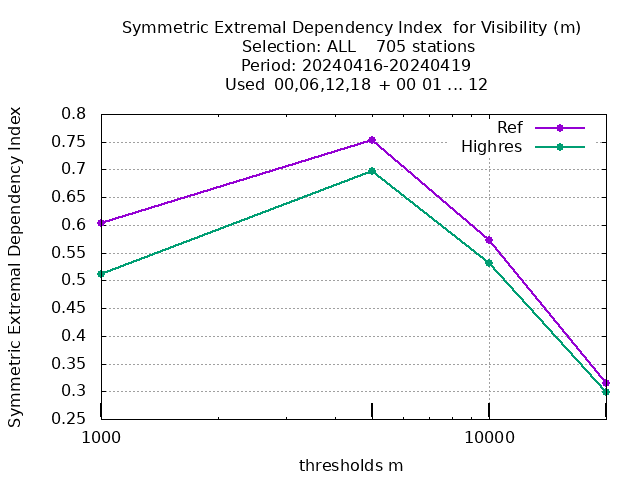 Symmetric Extremal Dependency Index  for Visibility (m)
Selection: ALL    705 stations
Period: 20240416-20240419
Used  00,06,12,18  + 00 01 ... 12
Symmetric Extremal Dependency Index
0.8
0.75
0.7
0.65
0.6
0.55
0.5
0.45
0.4
0.35
0.3
0.25
Ref
Highres
1000
10000
thresholds m